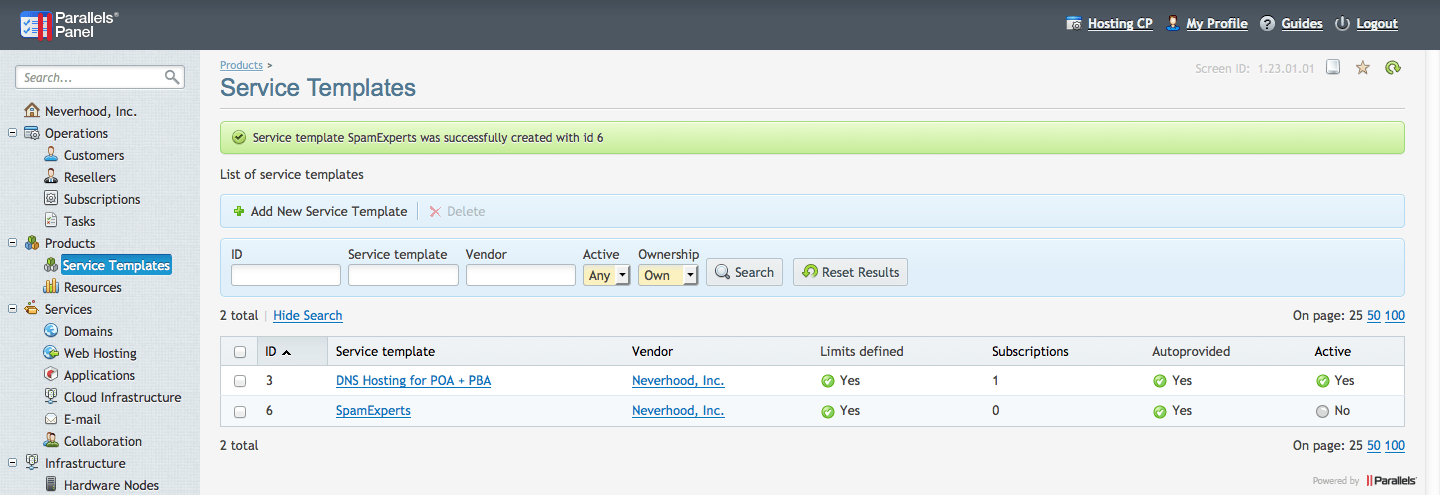 Parallels® Panel
Hosting CP My Profile Guides Logout
Search...
Neverhood, Inc.
Operations
Customers
Resellers
Subscriptions
Tasks
Products
Service Templates
Resources
Services
Domains
Web Hosting
Applications
Cloud Infrastructure
E-mail
Collaboration
Infrastructure
Hardware Nodes
Products >
Screen ID: 1.23.01.01
Service Templates
Service template SpamExperts was successfully created with id 6
List of service templates
Add New Service Template Delete
ID Service template Vendor Active Ownership
Any Own Search Reset Results
2 total | Hide Search On page: 25 50 100
ID Service template Vendor Limits defined Subscriptions Autoprovided Active
3 DNS Hosting for POA + PBA Neverhood, Inc. Yes 1 Yes Yes
6 SpamExperts Neverhood, Inc. Yes 0 Yes No
2 total On page: 25 50 100
Powered by Parallels®